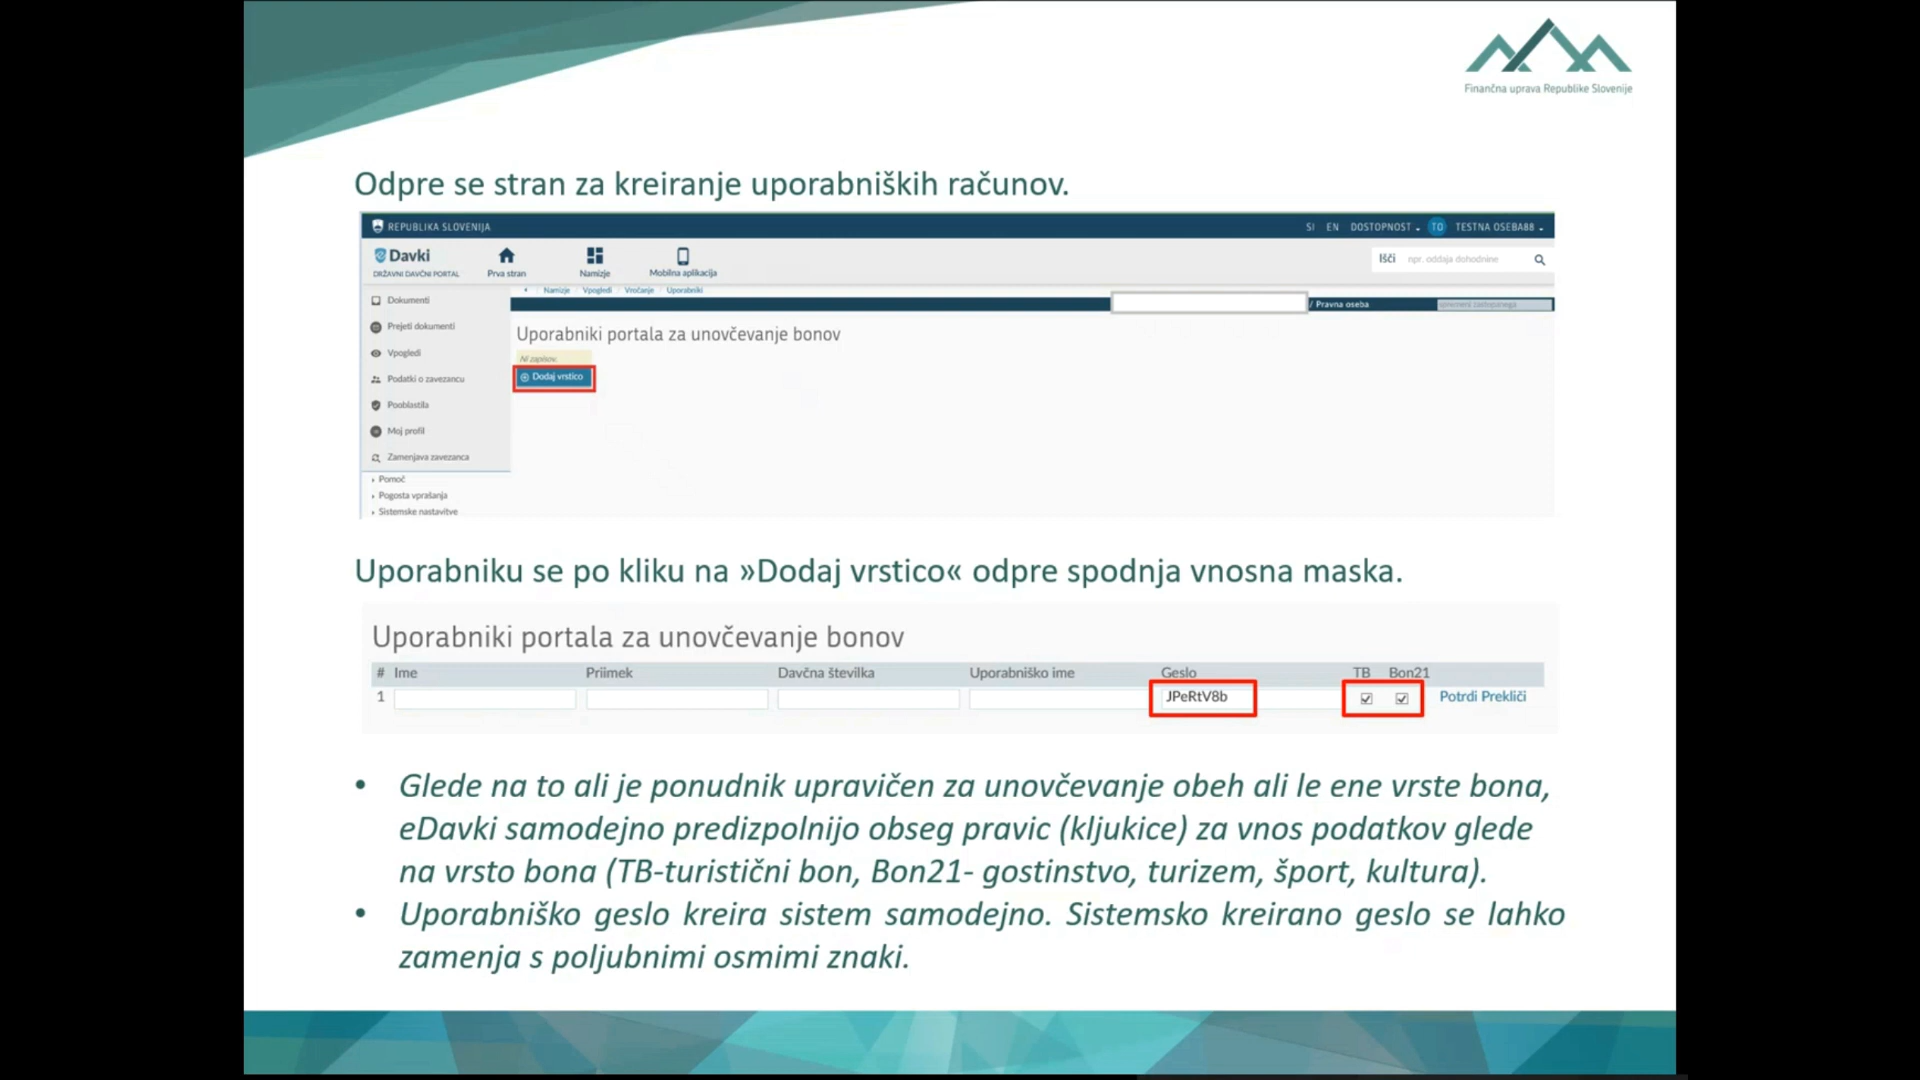 Finančna uprava Republike Slovenije
Odpre se stran za kreiranje uporabniških računov.
REPUBLIKA SLOVENIJA
SI EN DOSTOPNOST TO TESTNA OSEBA88
Davki
DRŽAVNI DAVČNI PORTAL
Prva stran
Namizje
Mobilna aplikacija
Išči npr. oddaja dohodnine
Namizje / Vpogledi / Vročanje / Uporabniki
/ Pravna oseba
spremeni zastopanega
Dokumenti
Prejeti dokumenti
Vpogledi
Podatki o zavezancu
Pooblastila
Moj profil
Zamenjava zavezanca
Pomoč
Pogosta vprašanja
Sistemske nastavitve
Uporabniki portala za unovčevanje bonov
Ni zapisov.
Dodaj vrstico
Uporabniku se po kliku na »Dodaj vrstico« odpre spodnja vnosna maska.
Uporabniki portala za unovčevanje bonov
# Ime Priimek Davčna številka Uporabniško ime Geslo TB Bon21
1 JPeRtV8b Potrdi Prekliči
• Glede na to ali je ponudnik upravičen za unovčevanje obeh ali le ene vrste bona,
eDavki samodejno predizpolnijo obseg pravic (kljukice) za vnos podatkov glede
na vrsto bona (TB-turistični bon, Bon21- gostinstvo, turizem, šport, kultura).
• Uporabniško geslo kreira sistem samodejno. Sistemsko kreirano geslo se lahko
zamenja s poljubnimi osmimi znaki.